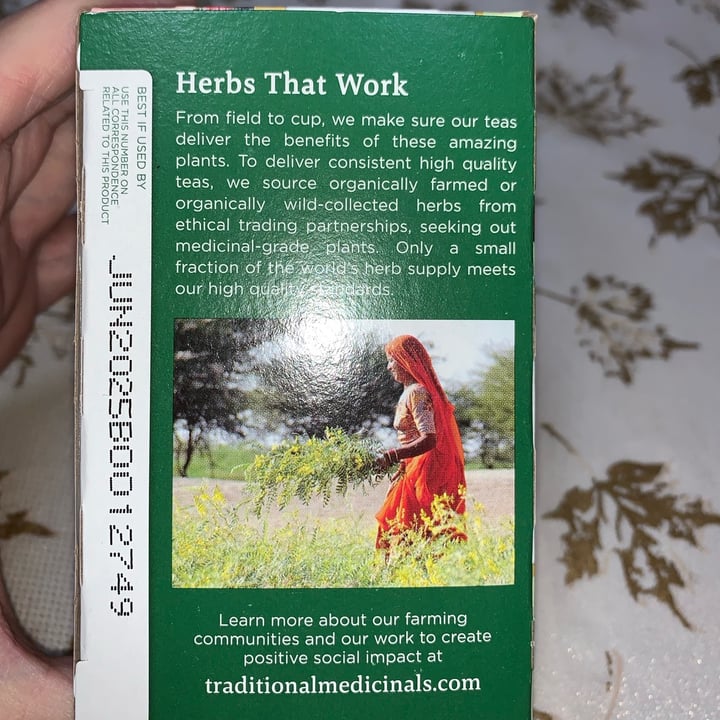 Herbs That Work
From field to cup, we make sure our teas
deliver the benefits of these amazing
plants. To deliver consistent high quality
teas, we source organically farmed or
organically wild-collected herbs from
ethical trading partnerships, seeking out
medicinal-grade plants. Only a small
fraction of the world's herb supply meets
our high quality standards.
Learn more about our farming
communities and our work to create
positive social impact at
traditionalmedicinals.com
BEST IF USED BY
USE THIS NUMBER ON
ALL CORRESPONDENCE
RELATED TO THIS PRODUCT
JUN2025B0012749